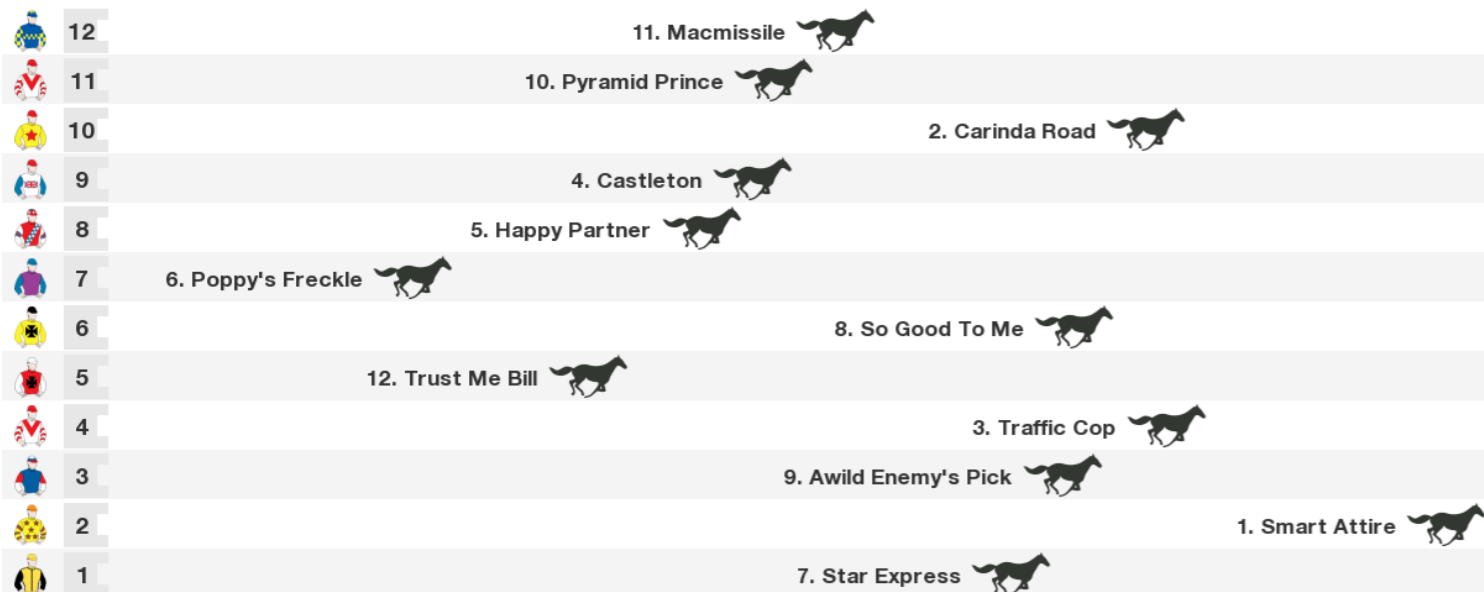 12 11. Macmissile
11 10. Pyramid Prince
10 2. Carinda Road
9 4. Castleton
8 5. Happy Partner
7 6. Poppy's Freckle
6 8. So Good To Me
5 12. Trust Me Bill
4 3. Traffic Cop
3 9. Awild Enemy's Pick
2 1. Smart Attire
1 7. Star Express